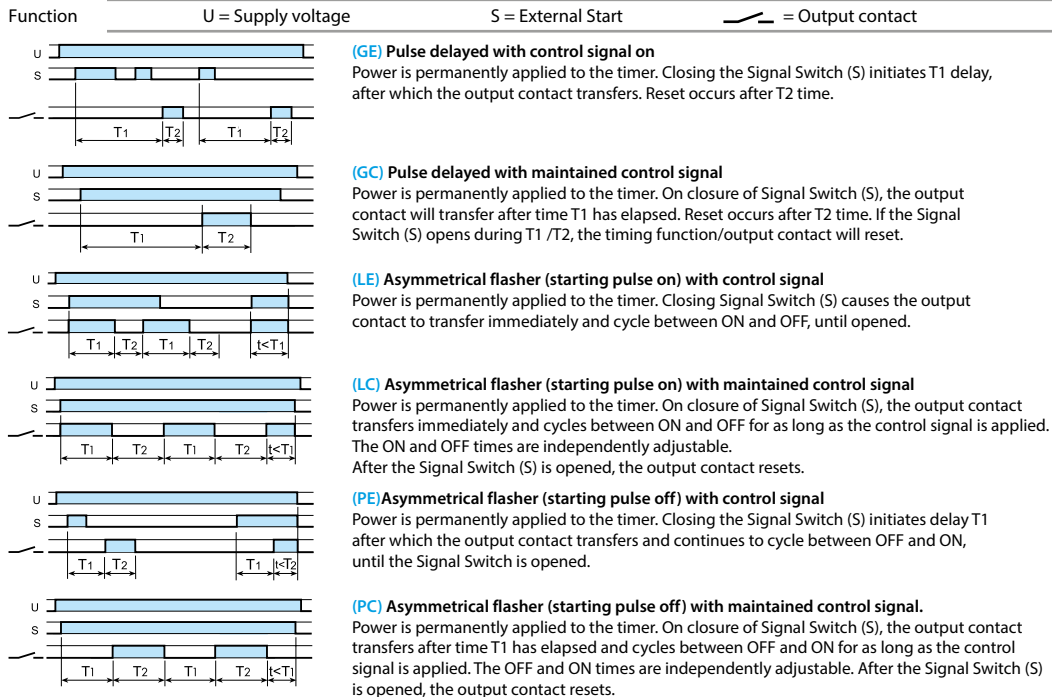 Function U = Supply voltage S = External Start = Output contact
(GE) Pulse delayed with control signal on
Power is permanently applied to the timer. Closing the Signal Switch (S) initiates T1 delay,
after which the output contact transfers. Reset occurs after T2 time.
U
S
T1 T2 T1 T2
(GC) Pulse delayed with maintained control signal
Power is permanently applied to the timer. On closure of Signal Switch (S), the output
contact will transfer after time T1 has elapsed. Reset occurs after T2 time. If the Signal
Switch (S) opens during T1 /T2, the timing function/output contact will reset.
U
S
T1 T2
(LE) Asymmetrical flasher (starting pulse on) with control signal
Power is permanently applied to the timer. Closing Signal Switch (S) causes the output
contact to transfer immediately and cycle between ON and OFF, until opened.
U
S
T1 T2 T1 T2 t<T1
(LC) Asymmetrical flasher (starting pulse on) with maintained control signal
Power is permanently applied to the timer. On closure of Signal Switch (S), the output contact
transfers immediately and cycles between ON and OFF for as long as the control signal is applied.
The ON and OFF times are independently adjustable.
After the Signal Switch (S) is opened, the output contact resets.
U
S
T1 T2 T1 T2 t<T1
(PE)Asymmetrical flasher (starting pulse off) with control signal
Power is permanently applied to the timer. Closing the Signal Switch (S) initiates delay T1
after which the output contact transfers and continues to cycle between OFF and ON,
until the Signal Switch is opened.
U
S
T1 T2 T1 t<T2
(PC) Asymmetrical flasher (starting pulse off) with maintained control signal.
Power is permanently applied to the timer. On closure of Signal Switch (S), the output contact
transfers after time T1 has elapsed and cycles between OFF and ON for as long as the control
signal is applied. The OFF and ON times are independently adjustable. After the Signal Switch (S)
is opened, the output contact resets.
U
S
T1 T2 T1 T2 t<T1